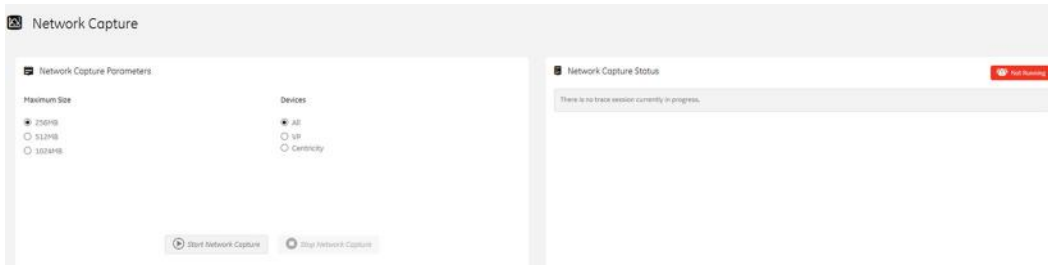 Network Capture
Network Capture Parameters
Maximum Size
256MB
512MB
1024MB
Devices
All
VP
Centricity
Start Network Capture
Stop Network Capture
Network Capture Status
Not Running
There is no trace session currently in progress.